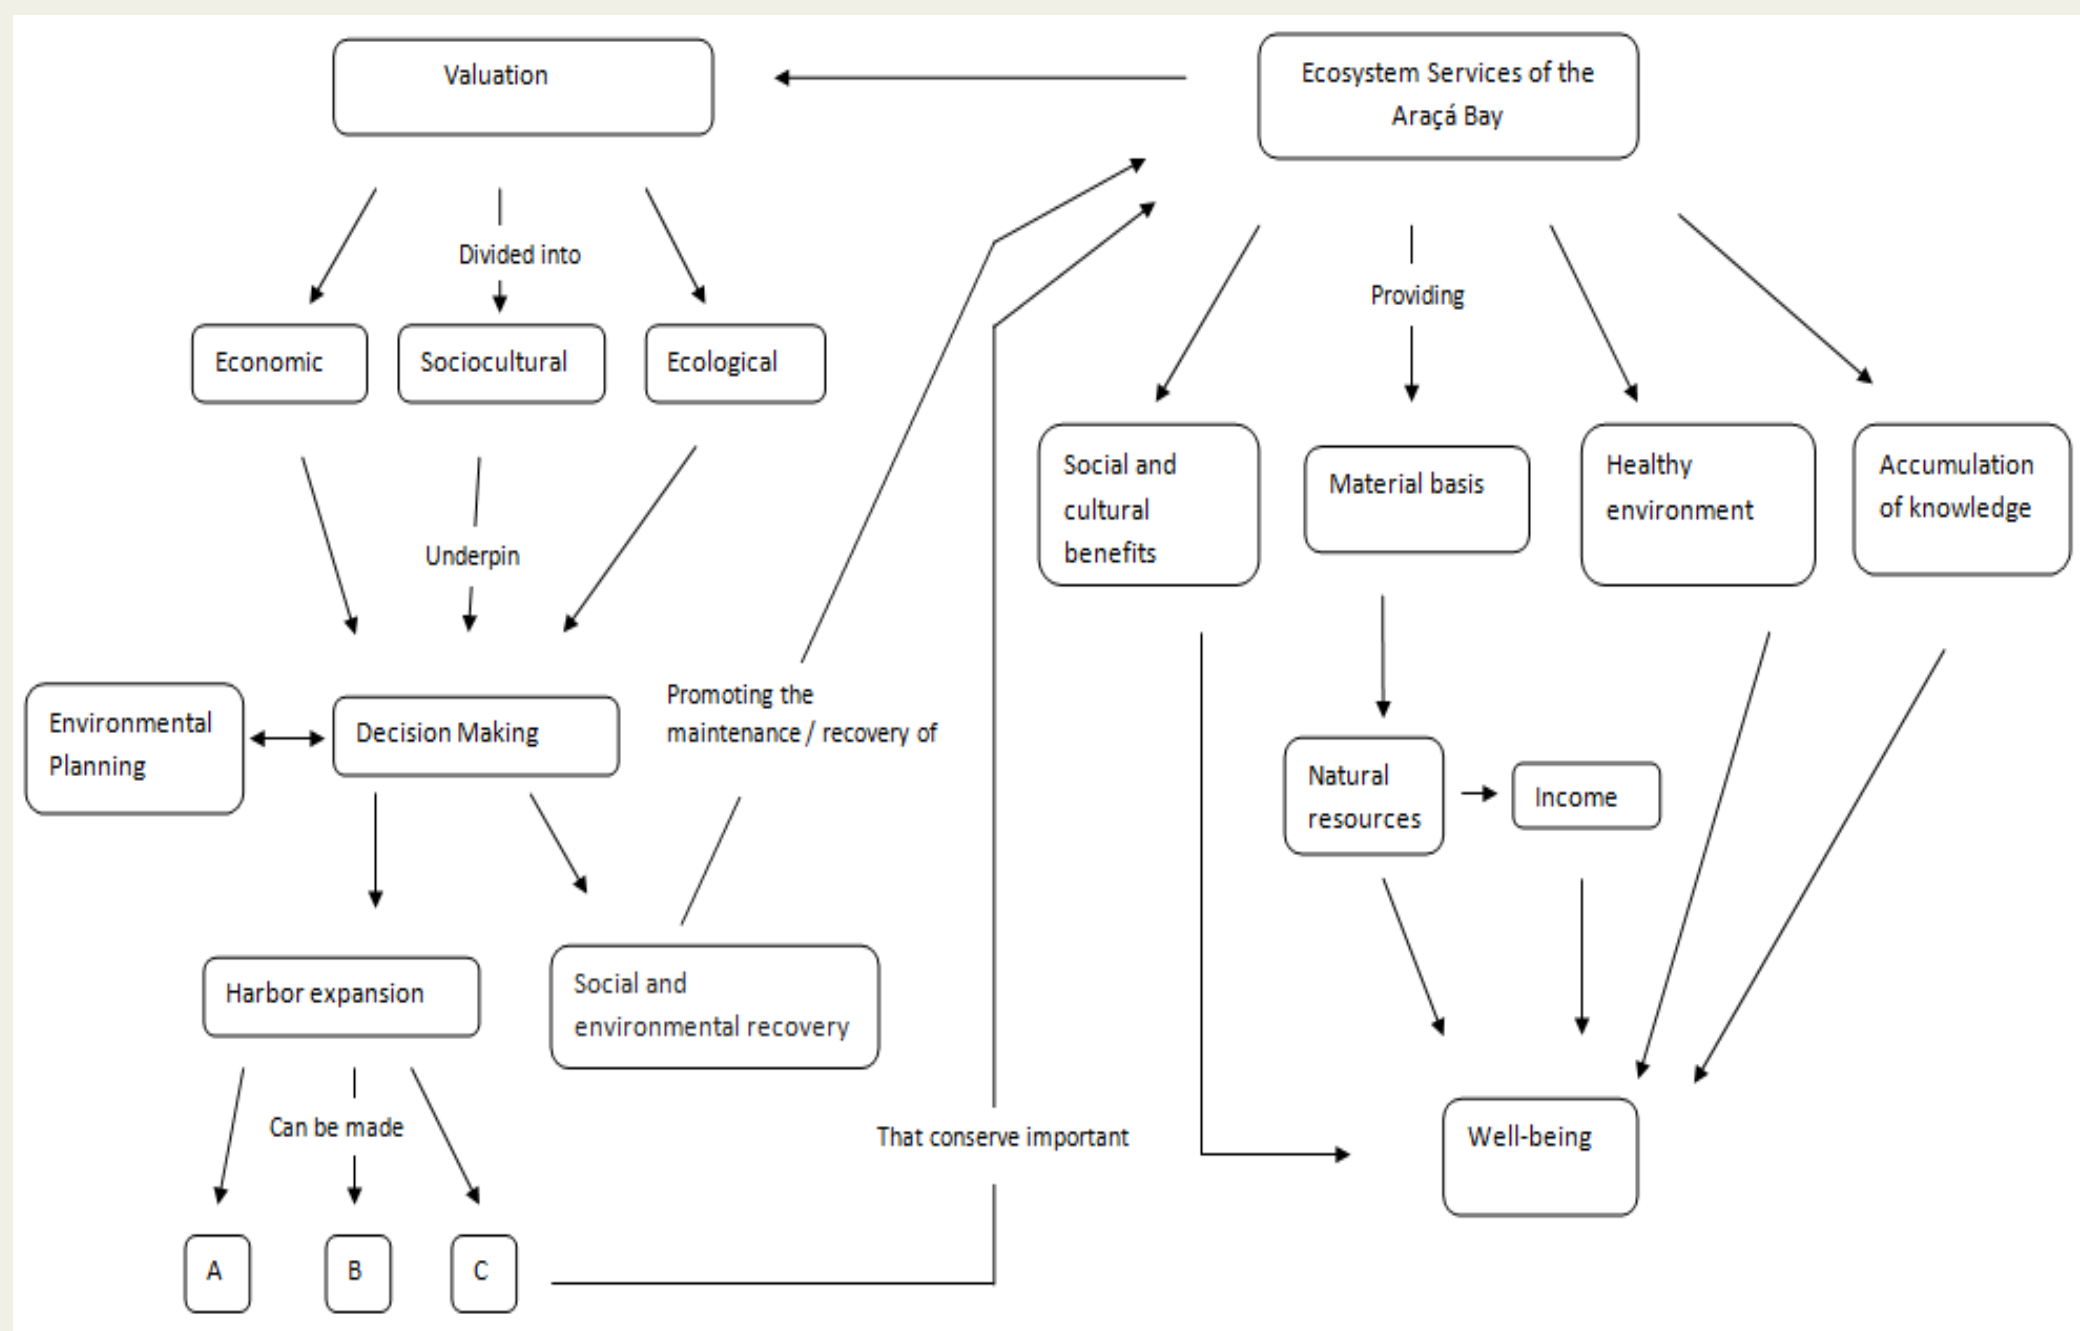 Valuation
Ecosystem Services of the
Araçá Bay
Divided into
Providing
Economic
Sociocultural
Ecological
Social and
cultural
benefits
Material basis
Healthy
environment
Accumulation
of knowledge
Underpin
Environmental
Planning
Decision Making
Promoting the
maintenance / recovery of
Natural
resources
Income
Harbor expansion
Social and
environmental recovery
Can be made
That conserve important
Well-being
A
B
C